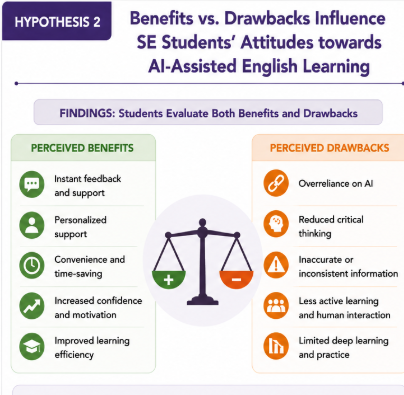 HYPOTHESIS 2
Benefits vs. Drawbacks Influence
SE Students' Attitudes towards
AI-Assisted English Learning
FINDINGS: Students Evaluate Both Benefits and Drawbacks
PERCEIVED BENEFITS
Instant feedback
and support
Personalized
support
Convenience and
time-saving
Increased confidence
and motivation
Improved learning
efficiency
+
−
PERCEIVED DRAWBACKS
Overreliance on AI
Reduced critical
thinking
Inaccurate or
inconsistent information
Less active learning
and human interaction
Limited deep learning
and practice